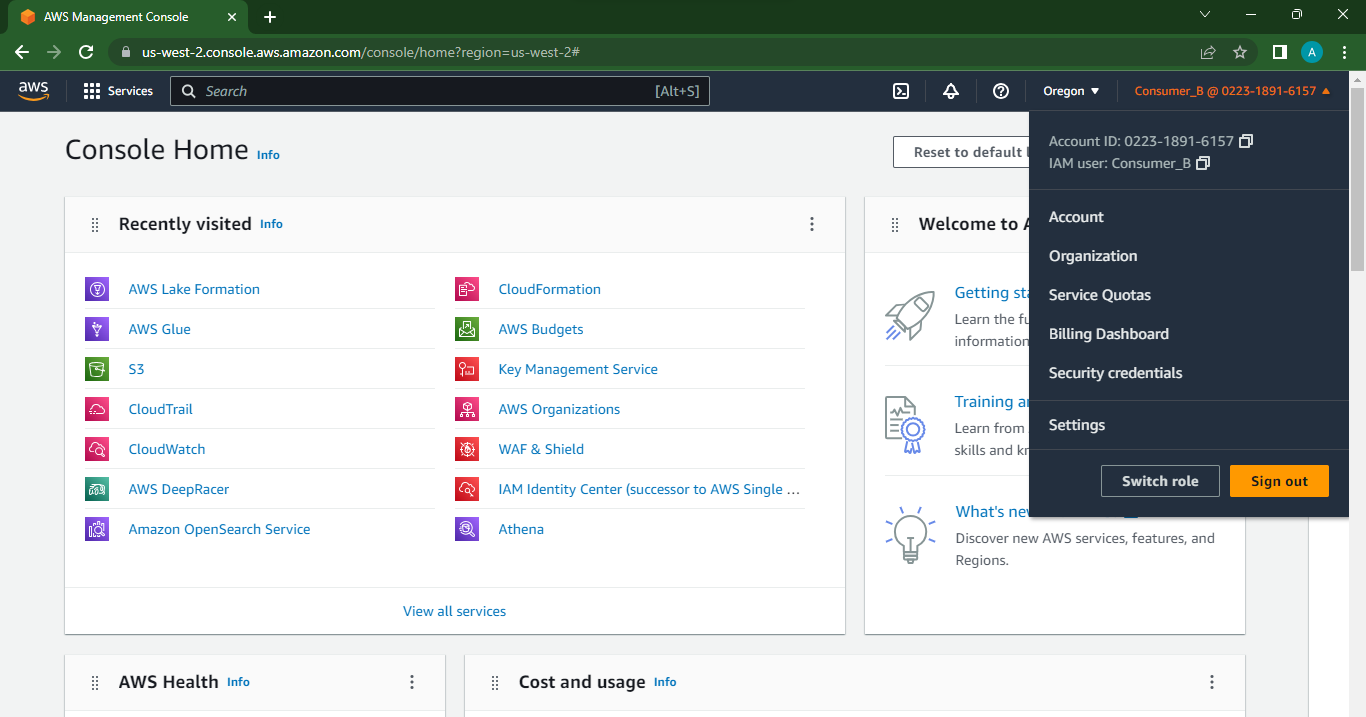 AWS Management Console
us-west-2.console.aws.amazon.com/console/home?region=us-west-2#
A
aws
Services
Search
[Alt+S]
Oregon
Consumer_B @ 0223-1891-6157
Console Home
Info
Reset to default
Account ID: 0223-1891-6157
IAM user: Consumer_B
Account
Organization
Service Quotas
Billing Dashboard
Security credentials
Settings
Switch role
Sign out
Recently visited
Info
AWS Lake Formation
AWS Glue
S3
CloudTrail
CloudWatch
AWS DeepRacer
Amazon OpenSearch Service
CloudFormation
AWS Budgets
Key Management Service
AWS Organizations
WAF & Shield
IAM Identity Center (successor to AWS Single ...
Athena
View all services
Welcome to
Getting
Learn the
information
Training
Learn from
skills and
What's
Discover new AWS services, features, and
Regions.
AWS Health
Info
Cost and usage
Info